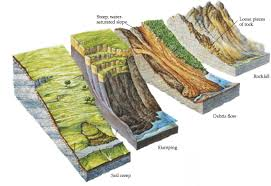 Steep, water-
saturated slope
Loose pieces
of rock
Rockfall
Debris flow
Slumping
Soil creep